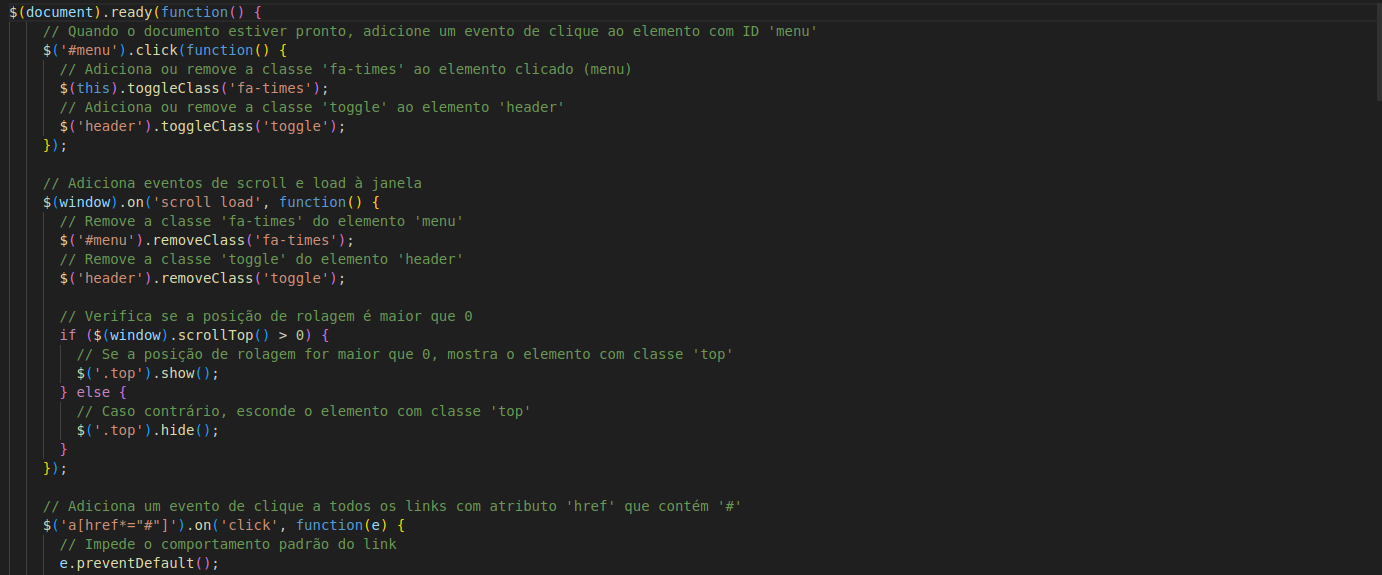 $(document).ready(function() {
// Quando o documento estiver pronto, adicione um evento de clique ao elemento com ID 'menu'
$('#menu').click(function() {
// Adiciona ou remove a classe 'fa-times' ao elemento clicado (menu)
$(this).toggleClass('fa-times');
// Adiciona ou remove a classe 'toggle' ao elemento 'header'
$('header').toggleClass('toggle');
});
// Adiciona eventos de scroll e load à janela
$(window).on('scroll load', function() {
// Remove a classe 'fa-times' do elemento 'menu'
$('#menu').removeClass('fa-times');
// Remove a classe 'toggle' do elemento 'header'
$('header').removeClass('toggle');
// Verifica se a posição de rolagem é maior que 0
if ($(window).scrollTop() > 0) {
// Se a posição de rolagem for maior que 0, mostra o elemento com classe 'top'
$('.top').show();
} else {
// Caso contrário, esconde o elemento com classe 'top'
$('.top').hide();
}
});
// Adiciona um evento de clique a todos os links com atributo 'href' que contém '#'
$('a[href*="#"]').on('click', function(e) {
// Impede o comportamento padrão do link
e.preventDefault();